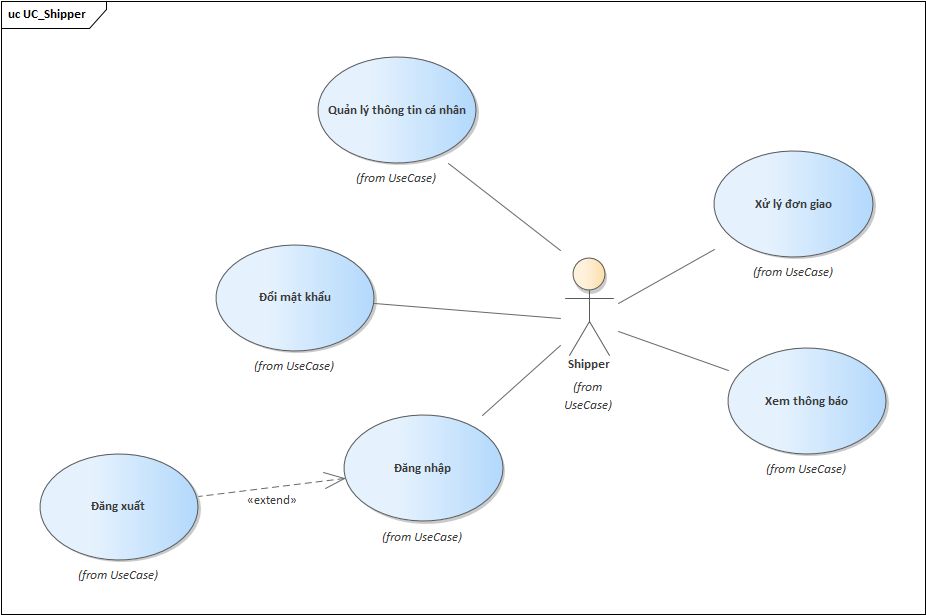 uc UC_Shipper
Quản lý thông tin cá nhân
(from UseCase)
Xử lý đơn giao
(from UseCase)
Đổi mật khẩu
(from UseCase)
Shipper
(from
UseCase)
Xem thông báo
(from UseCase)
Đăng nhập
(from UseCase)
«extend»
Đăng xuất
(from UseCase)